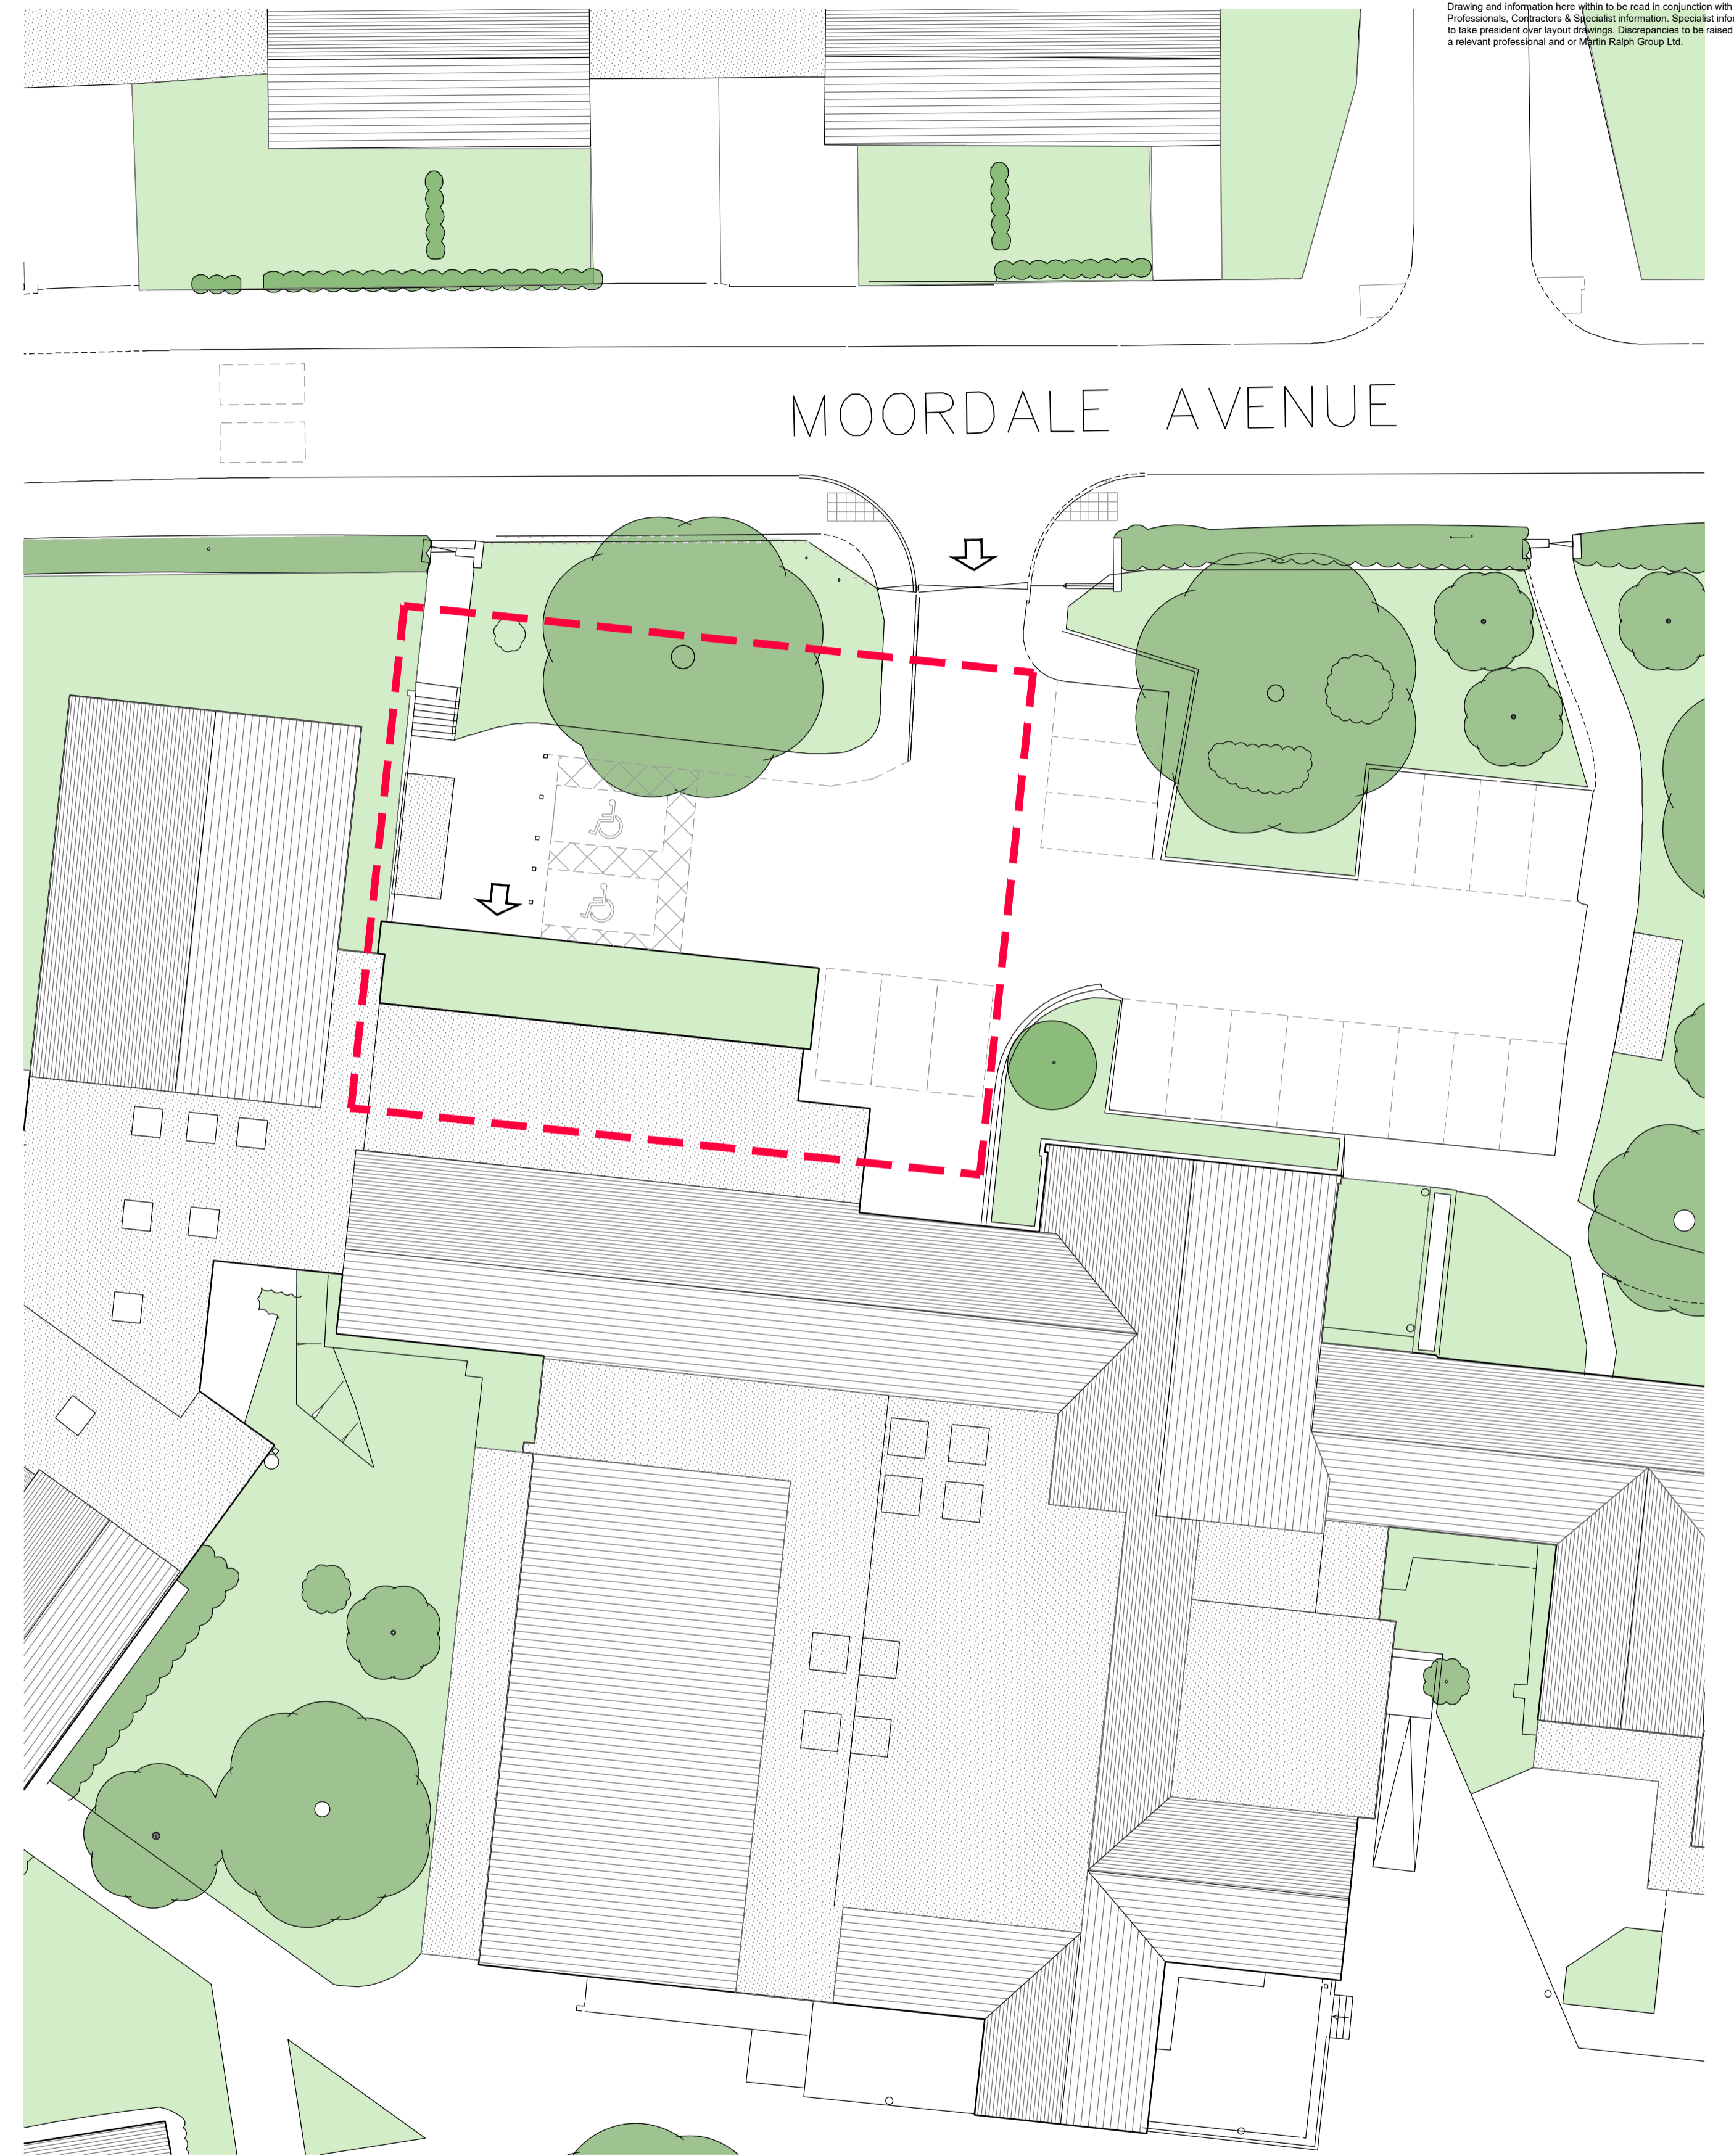 Drawing and information here within to be read in conjunction with
Professionals, Contractors & Specialist information. Specialist
to take president over layout drawings. Discrepancies to be raised
a relevant professional and or Martin Ralph Group Ltd.
MOORDALE AVENUE